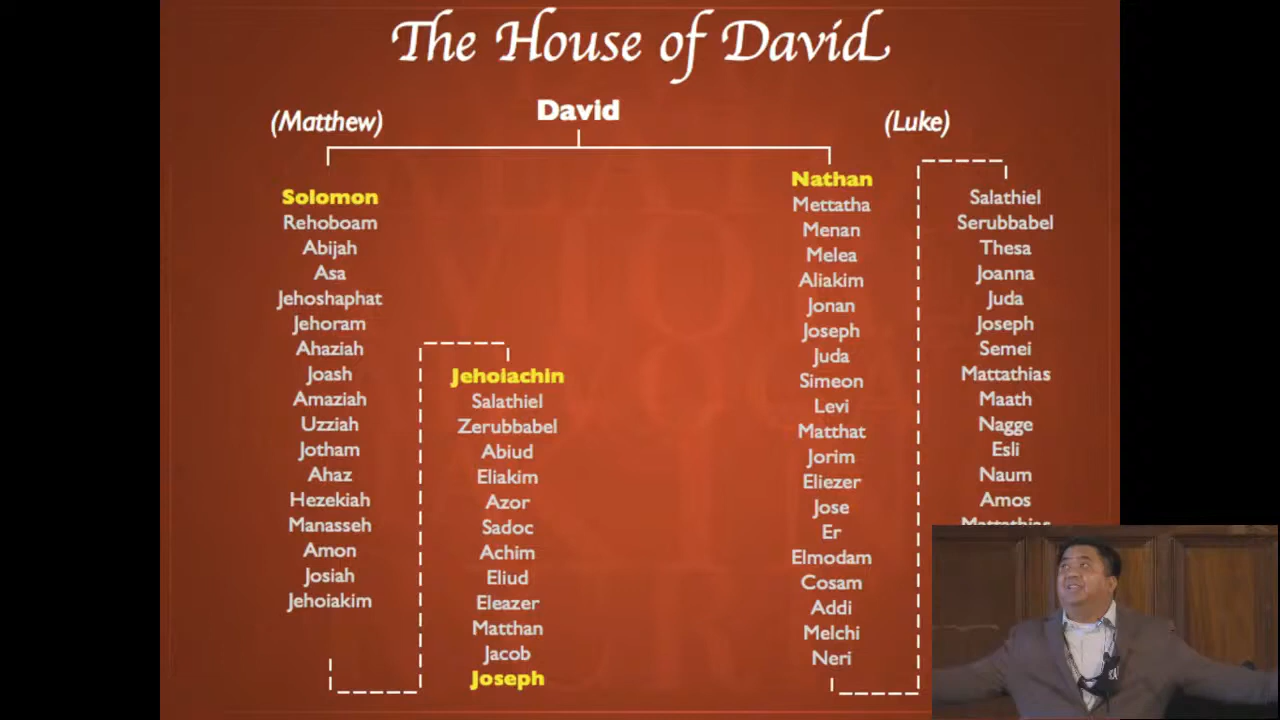 The House of David
David
(Matthew)
(Luke)
Solomon
Rehoboam
Abijah
Asa
Jehoshaphat
Jehoram
Ahaziah
Joash
Amaziah
Uzziah
Jotham
Ahaz
Hezekiah
Manasseh
Amon
Josiah
Jehoiakim
Jehoiachin
Salathiel
Zerubbabel
Abiud
Eliakim
Azor
Sadoc
Achim
Eliud
Eleazer
Matthan
Jacob
Joseph
Nathan
Mettatha
Menan
Melea
Aliakim
Jonan
Joseph
Juda
Simeon
Levi
Matthat
Jorim
Eliezer
Jose
Er
Elmodam
Cosam
Addi
Melchi
Neri
Salathiel
Serubbabel
Thesa
Joanna
Juda
Joseph
Semei
Mattathias
Maath
Nagge
Esli
Naum
Amos
Mattathias